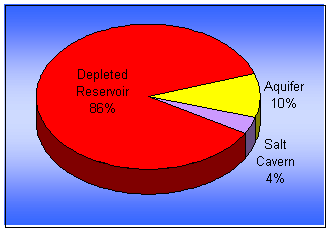 Depleted
Reservoir
86%
Aquifer
10%
Salt
Cavern
4%